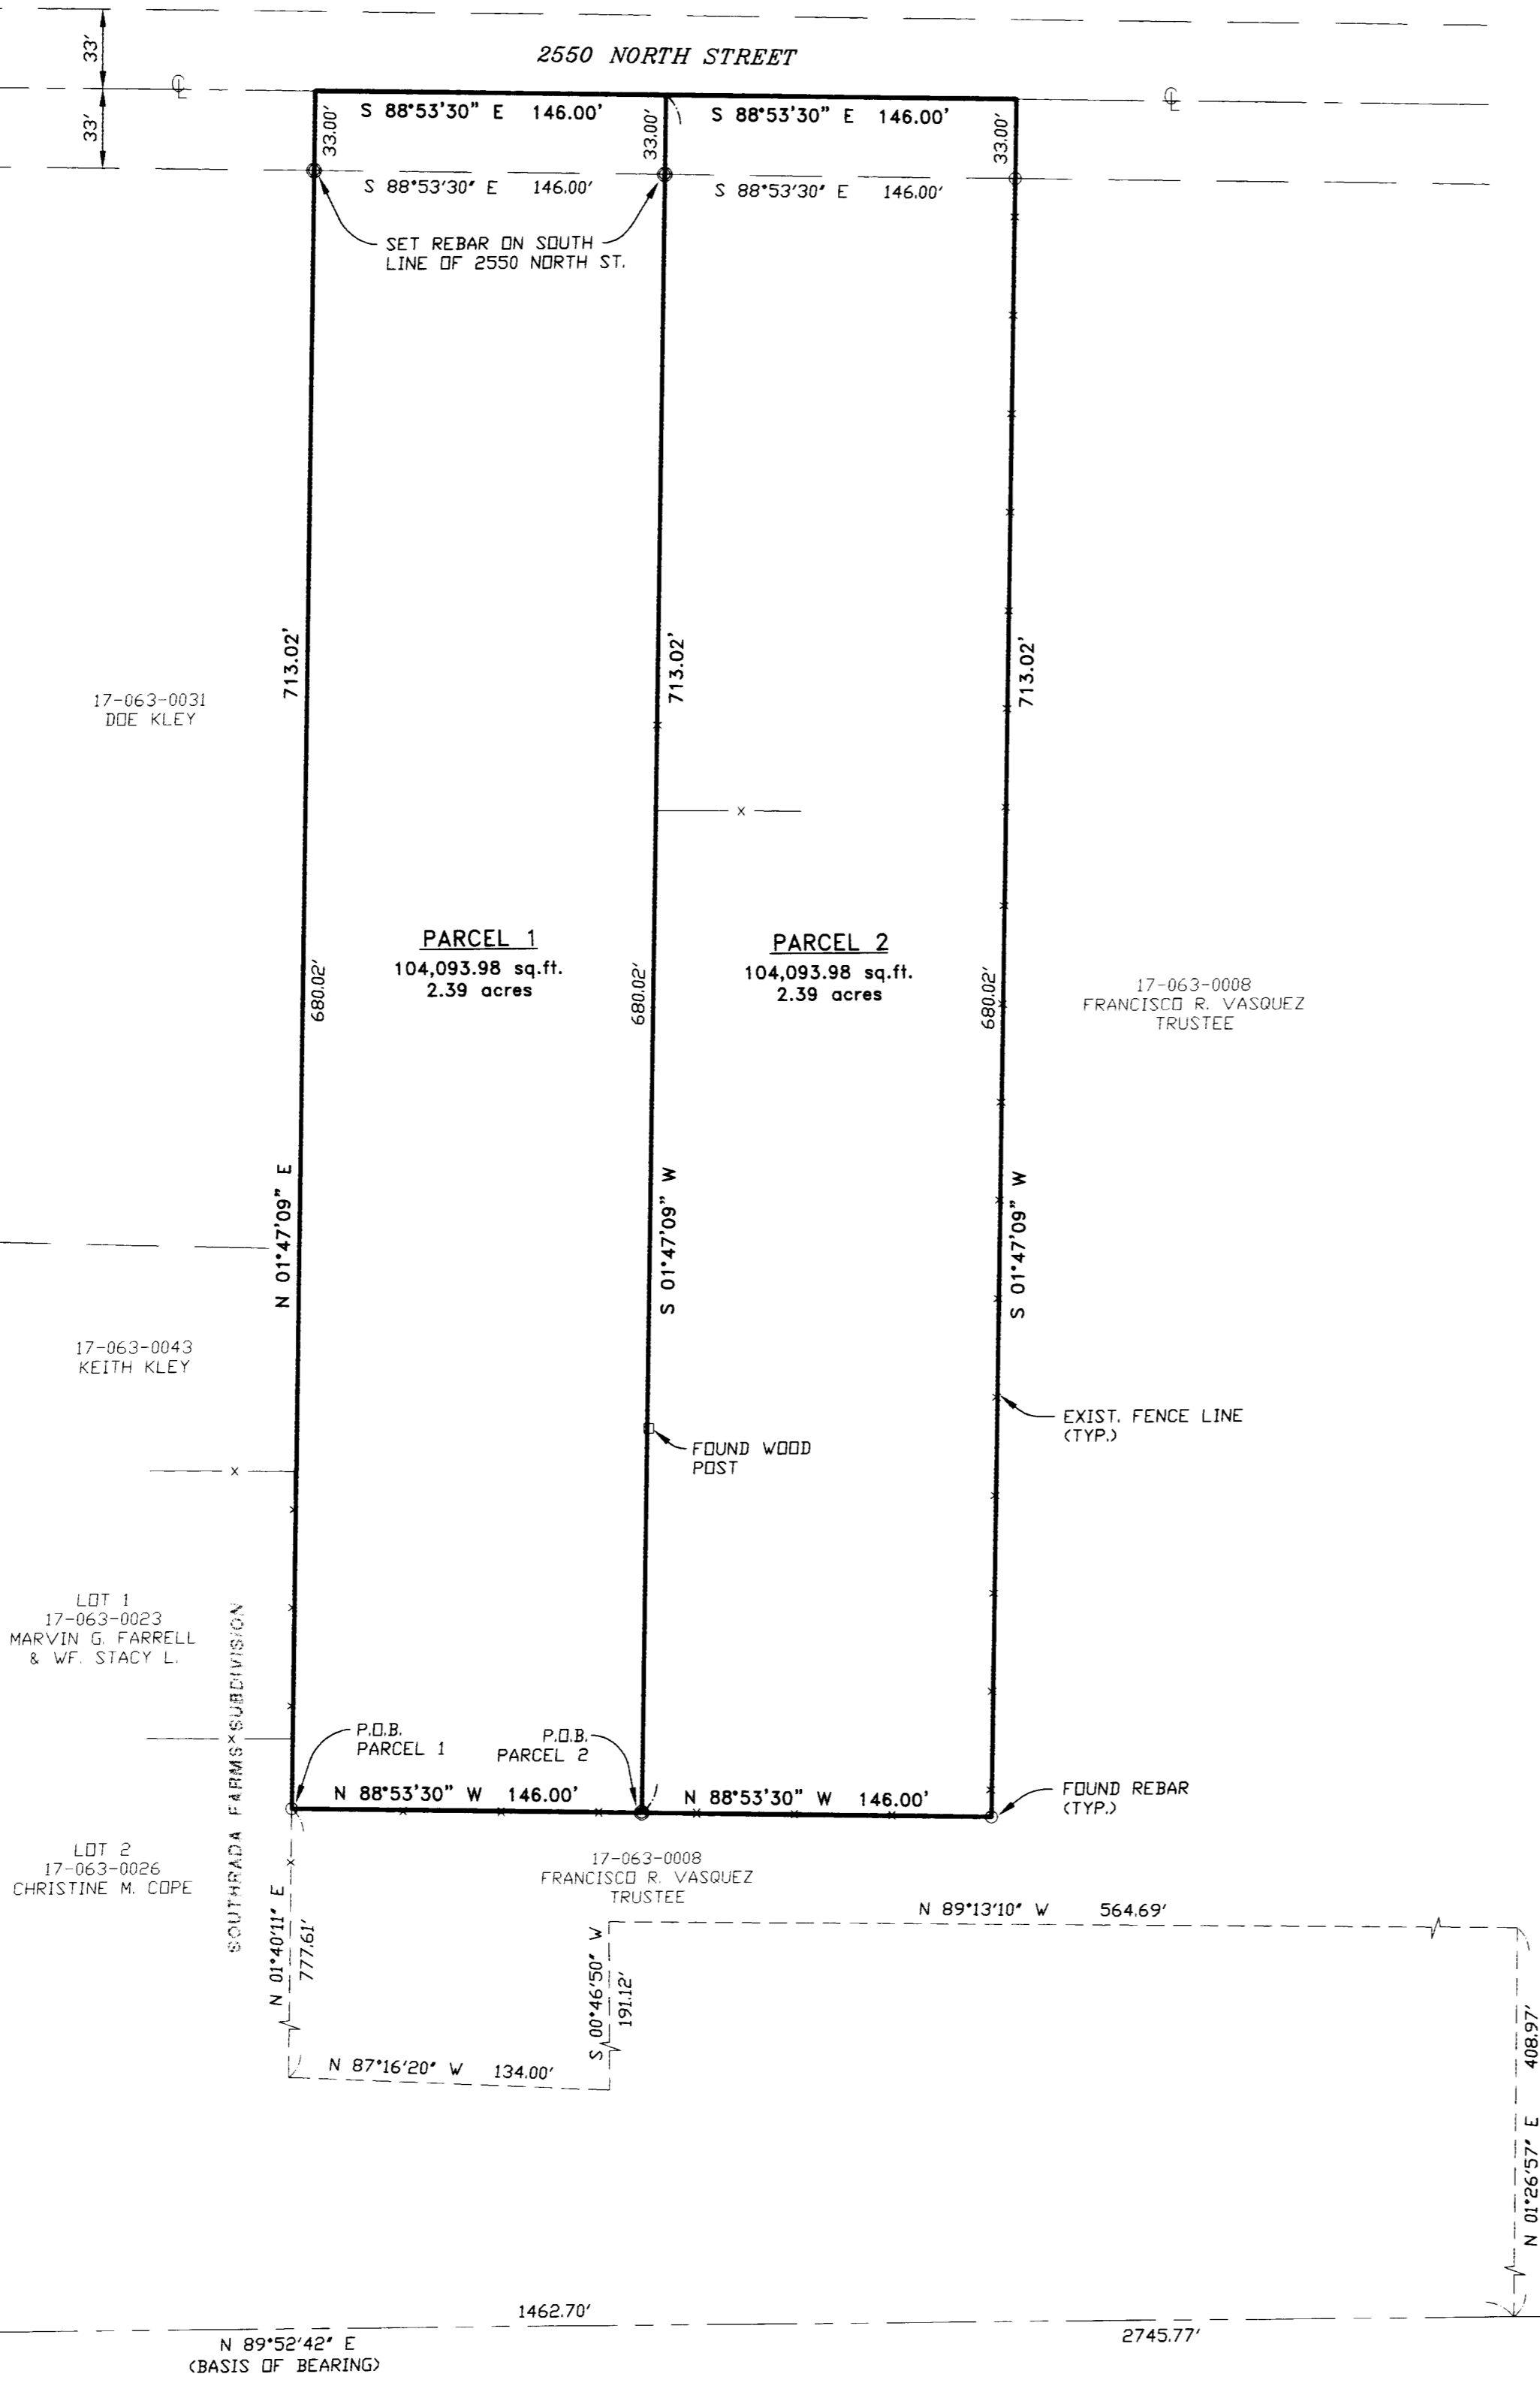 33'
2550 NORTH STREET
33'
S 88°53'30" E 146.00'
S 88°53'30" E 146.00'
33.00'
33.00'
33.00'
S 88°53'30" E 146.00'
S 88°53'30" E 146.00'
SET REBAR ON SOUTH
LINE OF 2550 NORTH ST.
713.02'
713.02'
713.02'
17-063-0031
DOE KLEY
PARCEL 1
104,093.98 sq.ft.
2.39 acres
PARCEL 2
104,093.98 sq.ft.
2.39 acres
680.02'
680.02'
680.02'
17-063-0008
FRANCISCO R. VASQUEZ
TRUSTEE
N 01°47'09" E
S 01°47'09" W
S 01°47'09" W
17-063-0043
KEITH KLEY
EXIST. FENCE LINE
(TYP.)
FOUND WOOD
POST
LOT 1
17-063-0023
MARVIN G. FARRELL
& WF. STACY L.
SOUTHRADA FARMS SUBDIVISION
P.O.B.
PARCEL 1
P.O.B.
PARCEL 2
N 88°53'30" W 146.00'
N 88°53'30" W 146.00'
FOUND REBAR
(TYP.)
LOT 2
17-063-0026
CHRISTINE M. COPE
17-063-0008
FRANCISCO R. VASQUEZ
TRUSTEE
N 01°40'11" E
777.61'
S 00°46'50" W
191.12'
N 89°13'10" W 564.69'
N 87°16'20" W 134.00'
N 01°26'57" E 408.97'
1462.70'
2745.77'
N 89°52'42" E
(BASIS OF BEARING)